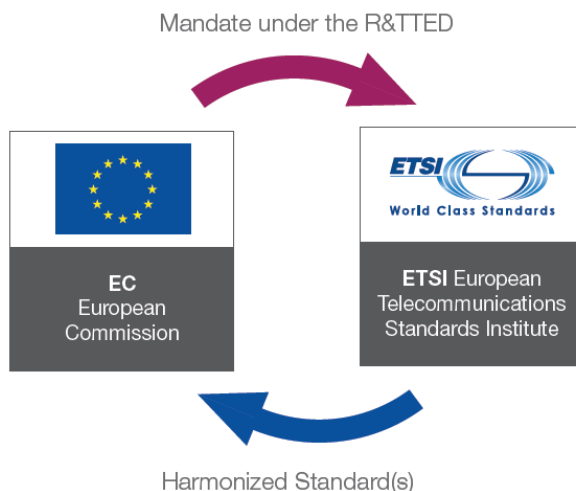 Mandate under the R&TTED
ETSI
World Class Standards
EC
European
Commission
ETSI European
Telecommunications
Standards Institute
Harmonized Standard(s)